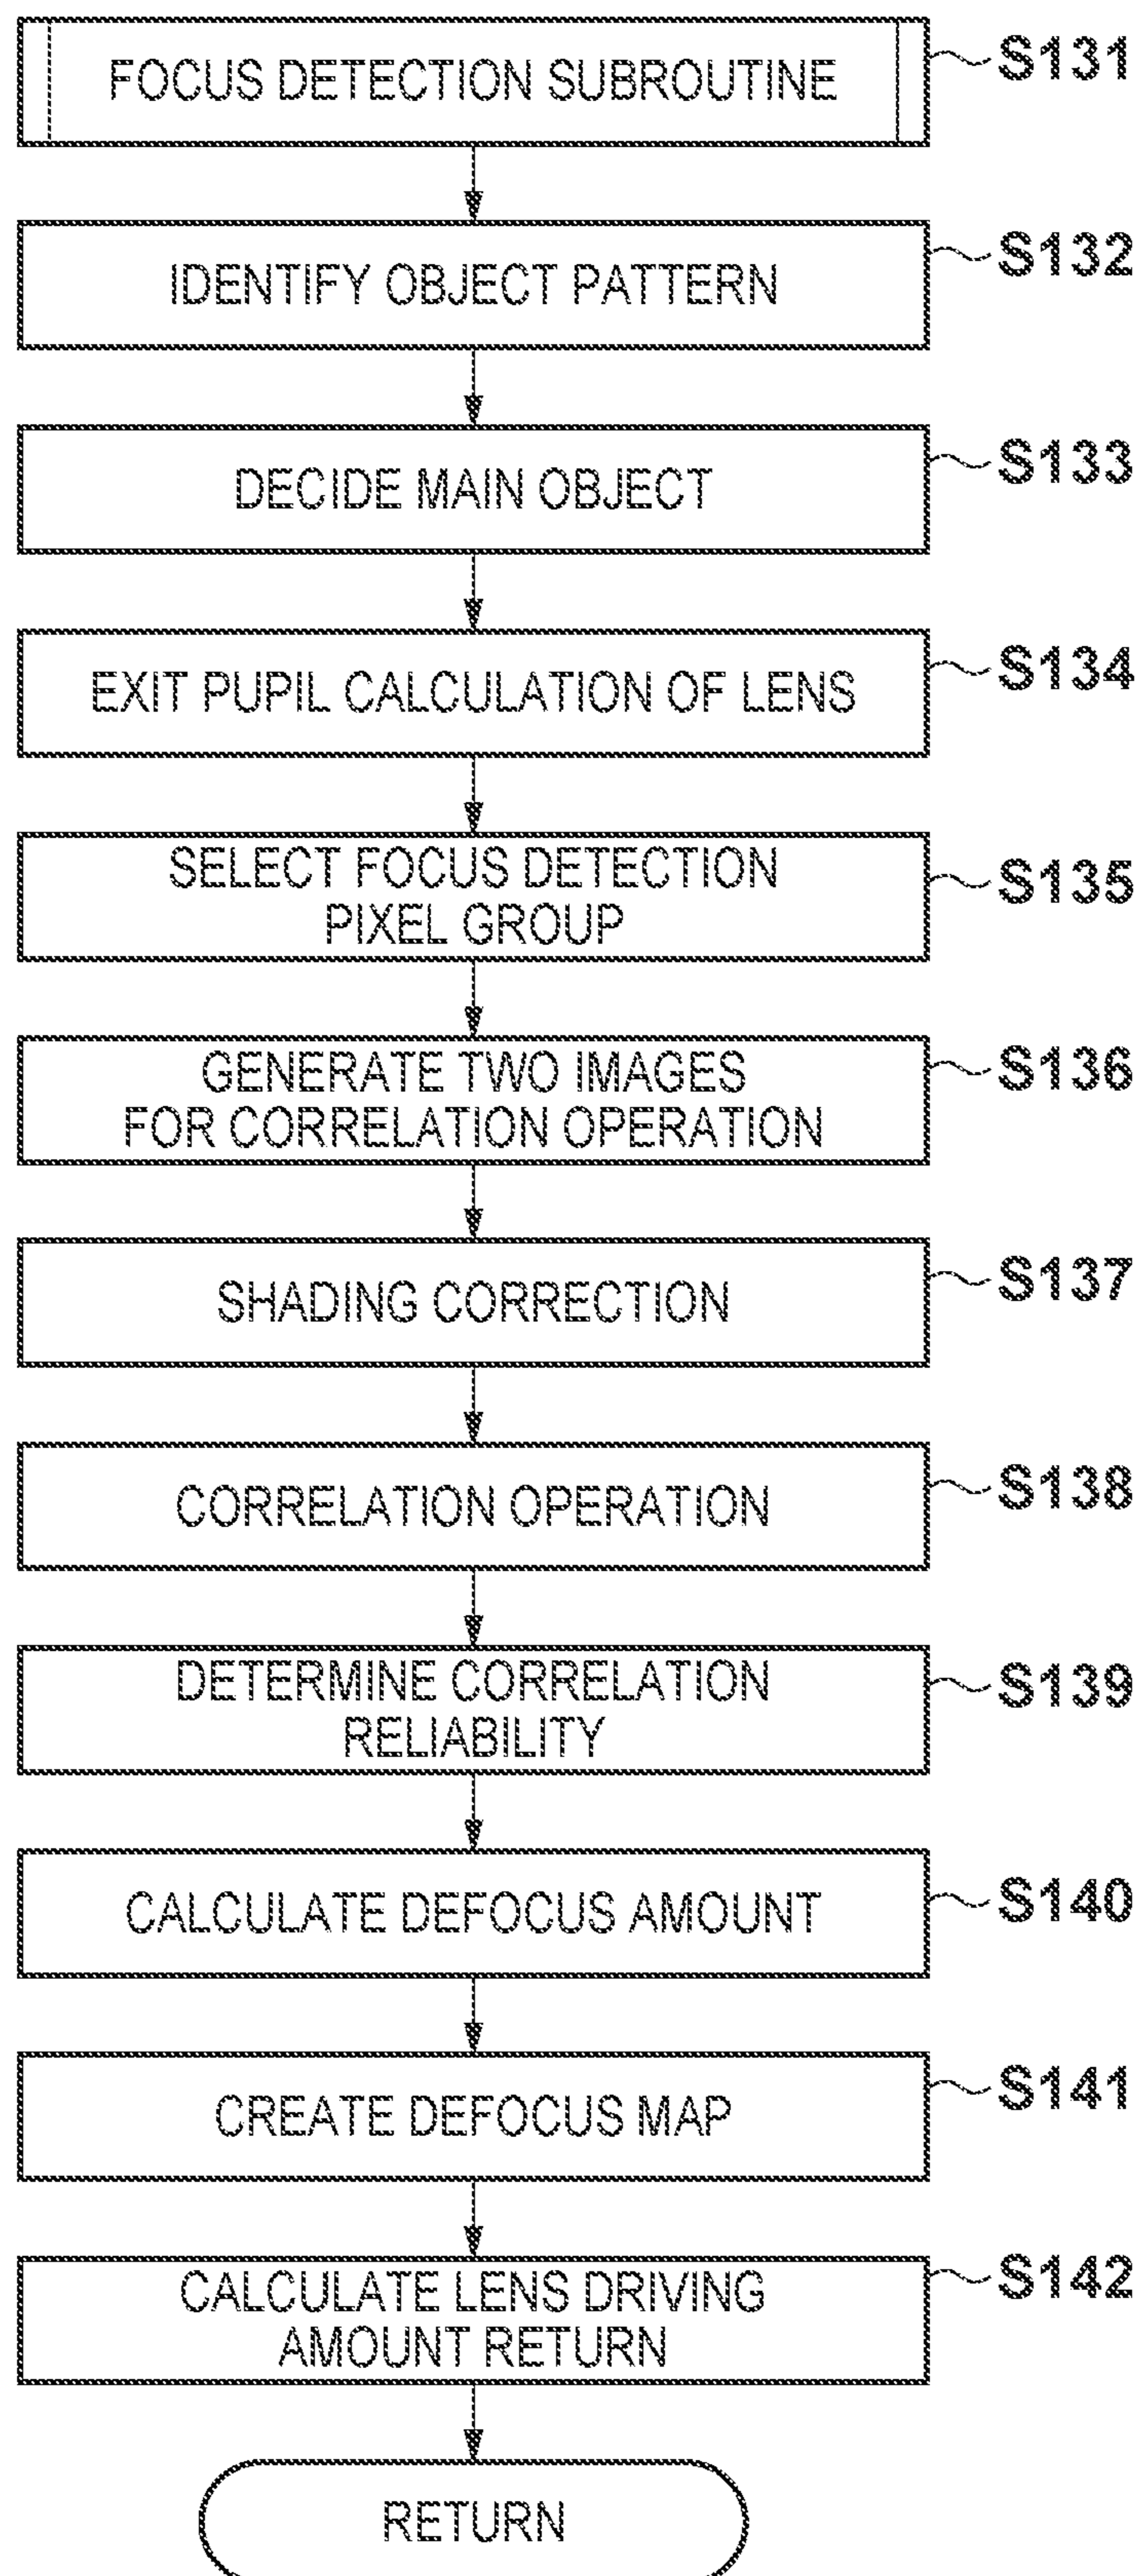 FOCUS DETECTION SUBROUTINE
S131
IDENTIFY OBJECT PATTERN
S132
DECIDE MAIN OBJECT
S133
EXIT PUPIL CALCULATION OF LENS
S134
SELECT FOCUS DETECTION
PIXEL GROUP
S135
GENERATE TWO IMAGES
FOR CORRELATION OPERATION
S136
SHADING CORRECTION
S137
CORRELATION OPERATION
S138
DETERMINE CORRELATION
RELIABILITY
S139
CALCULATE DEFOCUS AMOUNT
S140
CREATE DEFOCUS MAP
S141
CALCULATE LENS DRIVING
AMOUNT RETURN
S142
RETURN